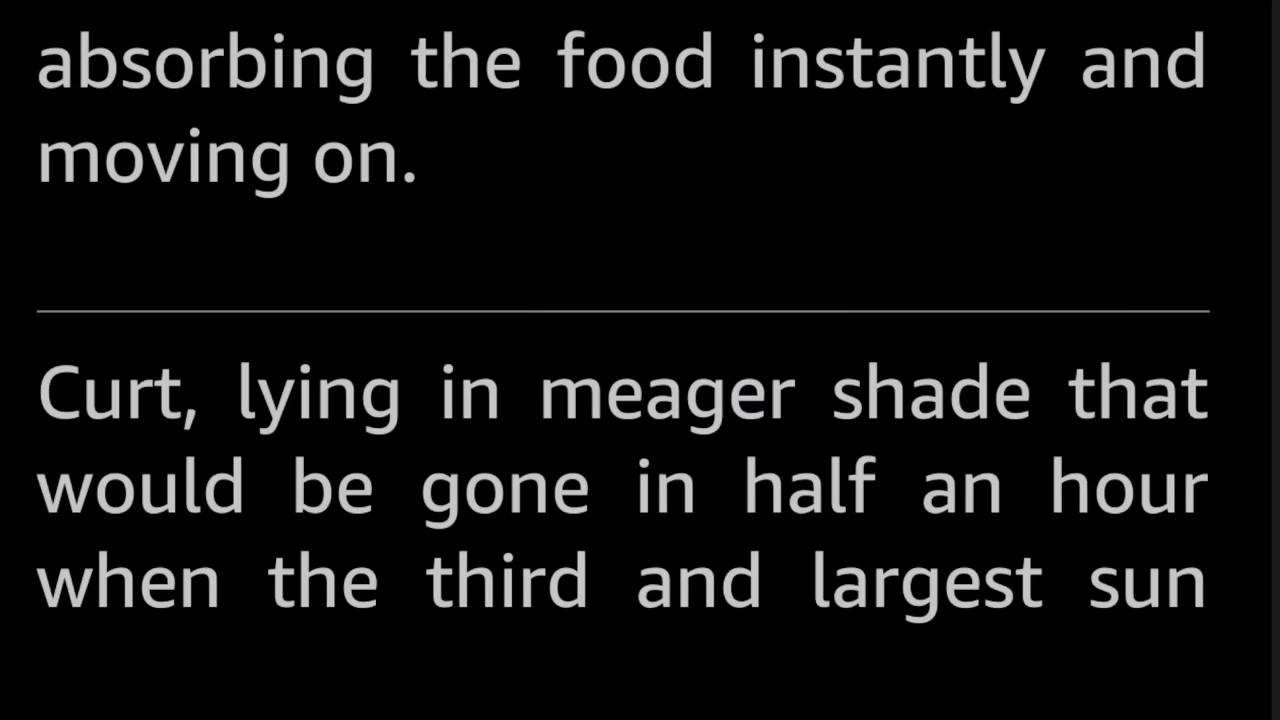 absorbing the food instantly and
moving on.
Curt, lying in meager shade that
would be gone in half an hour
when the third and largest sun